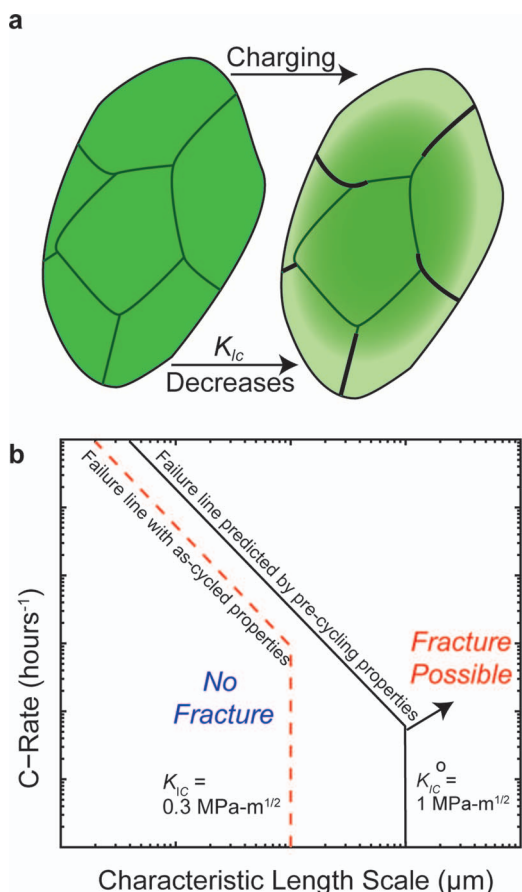 a
Charging
K_Ic
Decreases
b
Failure line predicted by pre-cycling properties
Failure line with as-cycled properties
Fracture
Possible
No
Fracture
K_IC =
0.3 MPa-m^1/2
K_IC^o =
1 MPa-m^1/2
C-Rate (hours^-1)
Characteristic Length Scale (µm)